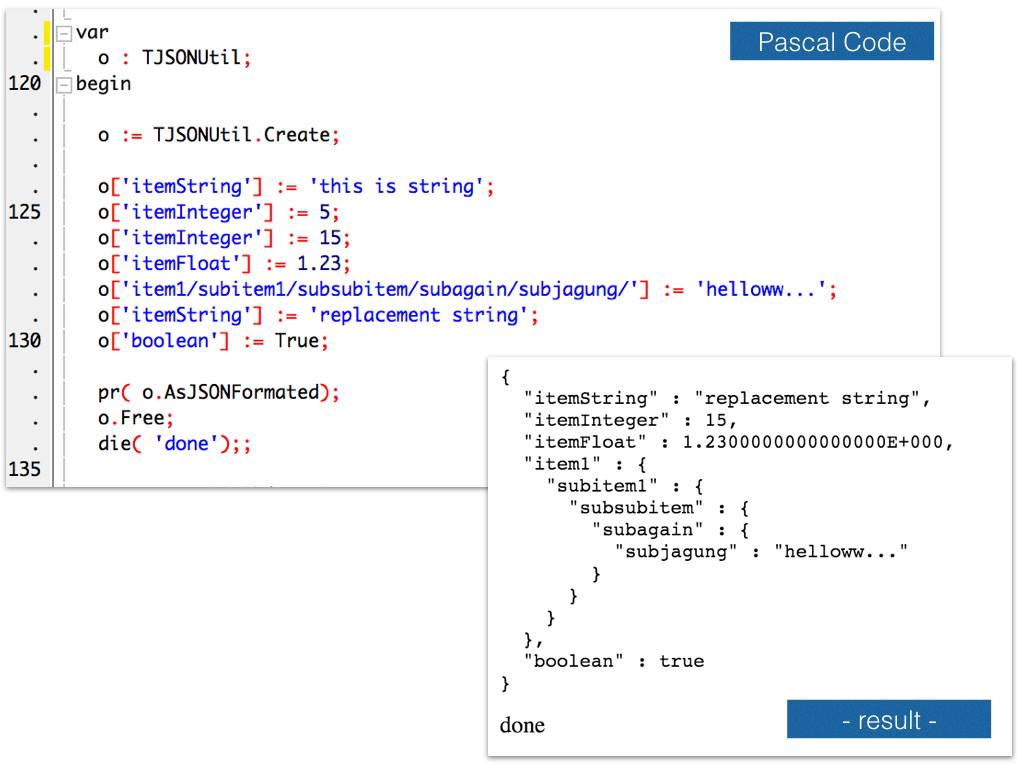 var
Pascal Code
o : TJSONUtil;
120 begin
o := TJSONUtil.Create;
o['itemString'] := 'this is string';
125 o['itemInteger'] := 5;
o['itemInteger'] := 15;
o['itemFloat'] := 1.23;
o['item1/subitem1/subsubitem/subagain/subjagung/'] := 'helloww...';
o['itemString'] := 'replacement string';
130 o['boolean'] := True;
pr( o.AsJSONFormated);
o.Free;
die( 'done');;
135
{
"itemString" : "replacement string",
"itemInteger" : 15,
"itemFloat" : 1.2300000000000000E+000,
"item1" : {
"subitem1" : {
"subsubitem" : {
"subagain" : {
"subjagung" : "helloww..."
}
}
}
},
"boolean" : true
}
done
- result -